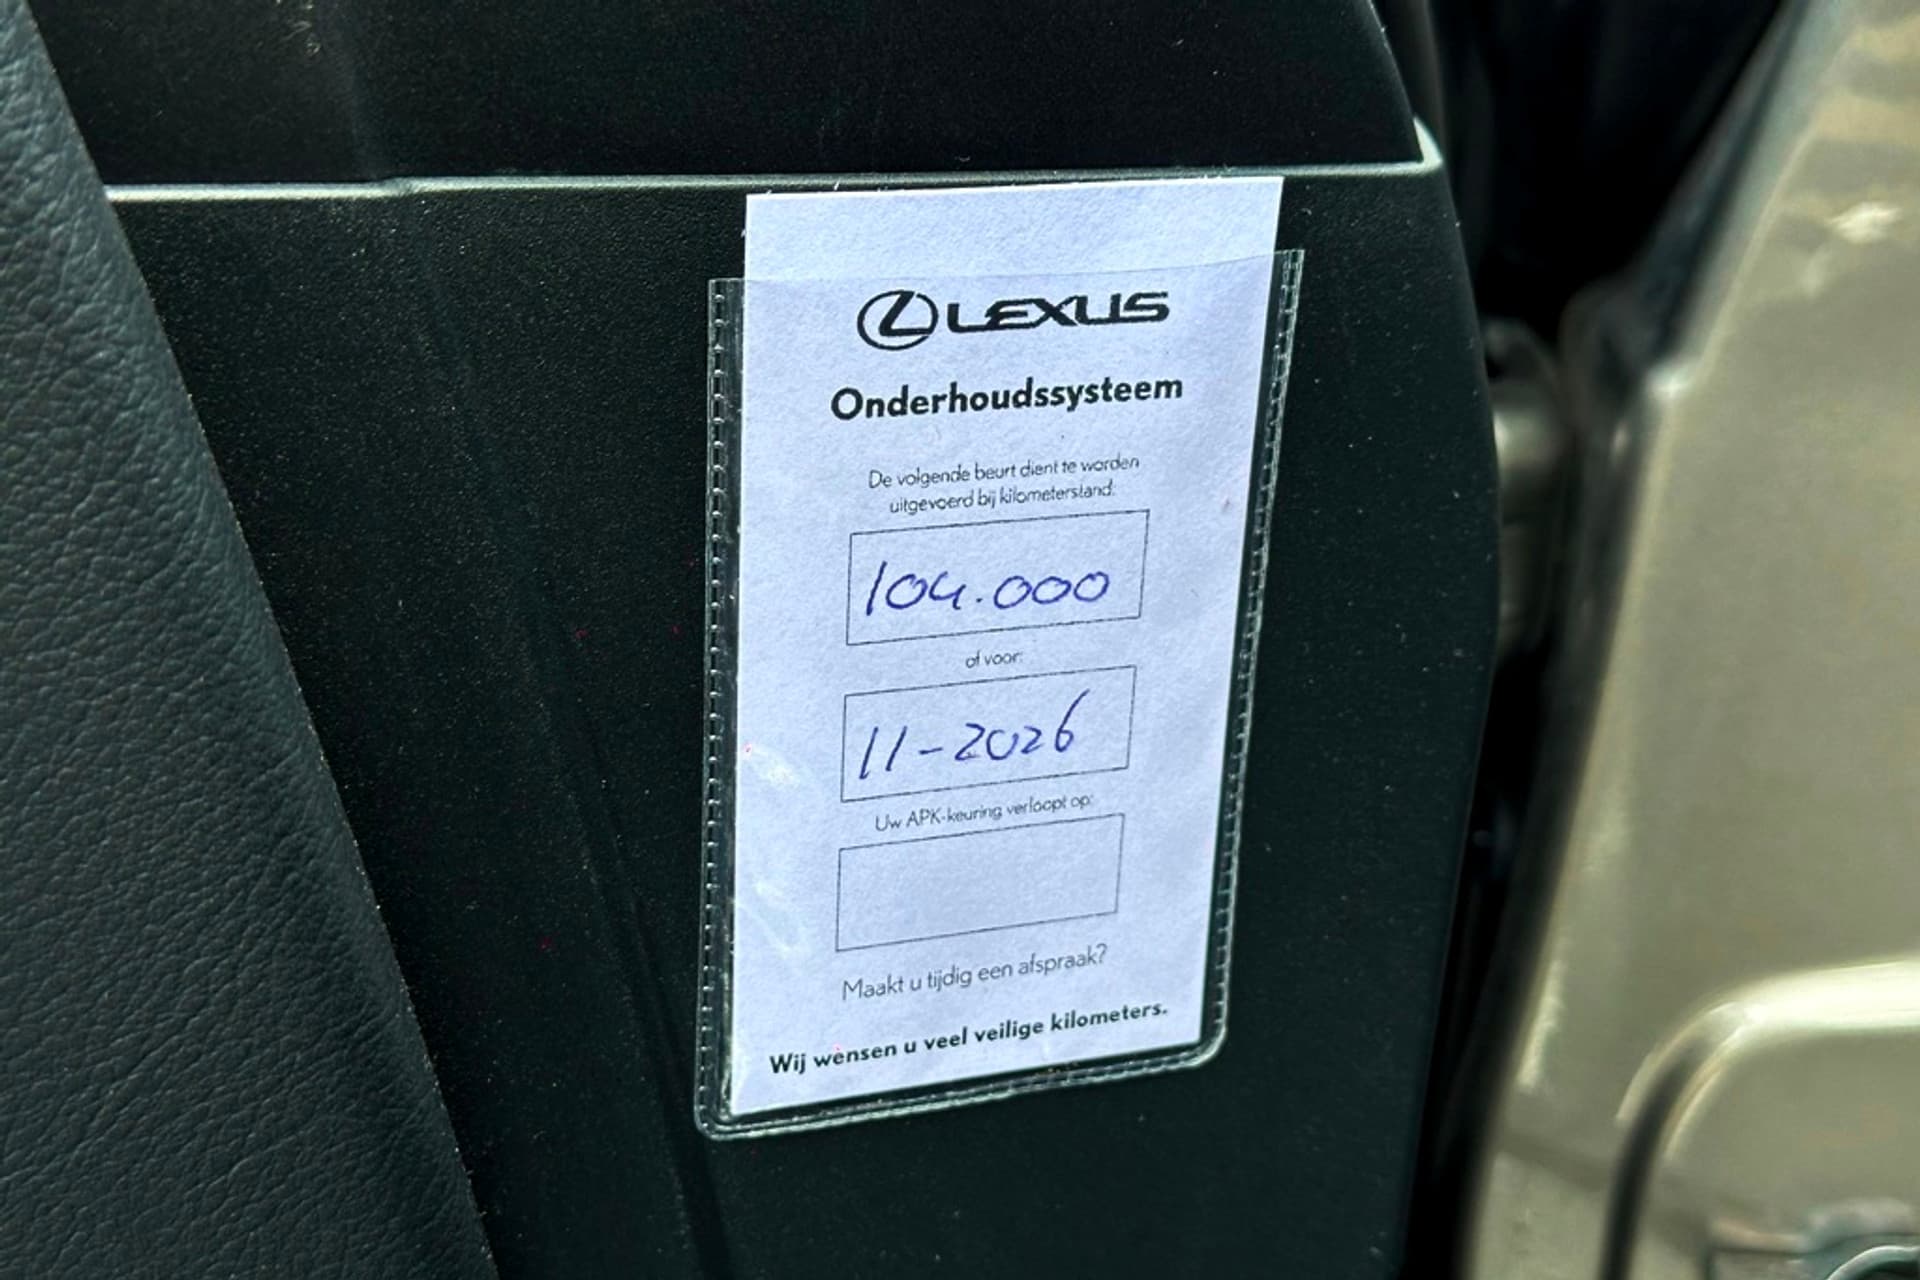 LEXUS
Onderhoudssysteem
De volgende beurt dient te worden
uitgevoerd bij kilometerstand:
104.000
of voor:
11-2026
Uw APK-keuring verloopt op:
Maakt u tijdig een afspraak?
Wij wensen u veel veilige kilometers.